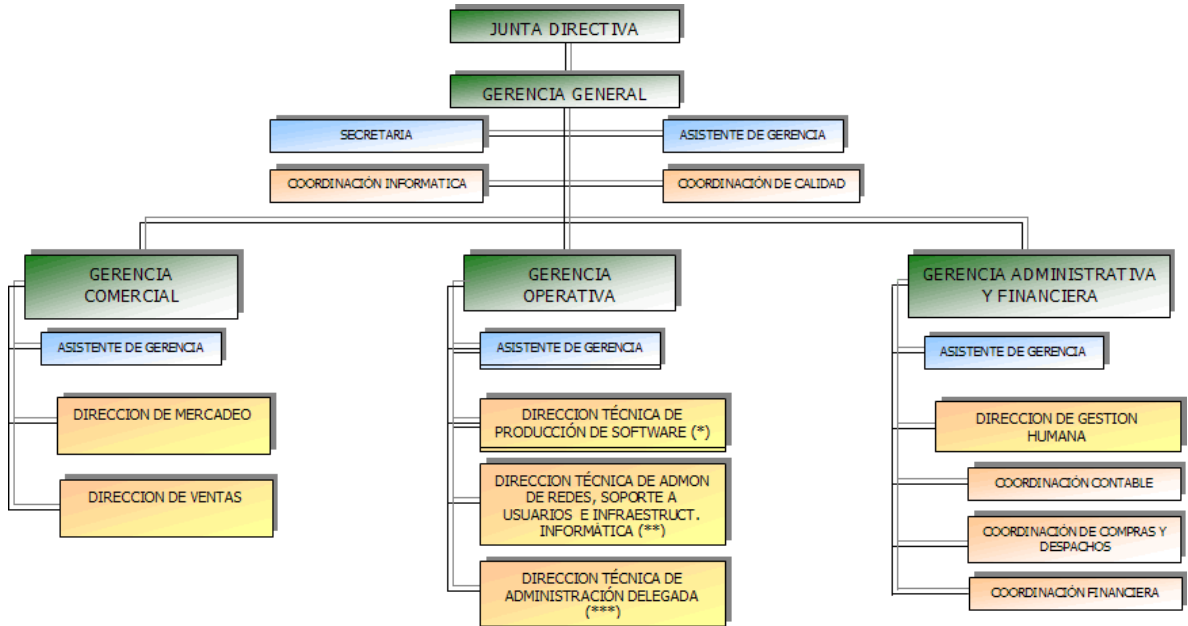 JUNTA DIRECTIVA
GERENCIA GENERAL
SECRETARIA
ASISTENTE DE GERENCIA
COORDINACIÓN INFORMATICA
COORDINACIÓN DE CALIDAD
GERENCIA
COMERCIAL
ASISTENTE DE GERENCIA
DIRECCION DE MERCADEO
DIRECCION DE VENTAS
GERENCIA
OPERATIVA
ASISTENTE DE GERENCIA
DIRECCION TÉCNICA DE
PRODUCCIÓN DE SOFTWARE (*)
DIRECCION TÉCNICA DE ADMON
DE REDES, SOPORTE A
USUARIOS E INFRAESTRUCT.
INFORMÀTICA (**)
DIRECCION TÉCNICA DE
ADMINISTRACIÓN DELEGADA
(***)
GERENCIA ADMINISTRATIVA
Y FINANCIERA
ASISTENTE DE GERENCIA
DIRECCION DE GESTION
HUMANA
COORDINACIÓN CONTABLE
COORDINACIÓN DE COMPRAS Y
DESPACHOS
COORDINACIÓN FINANCIERA